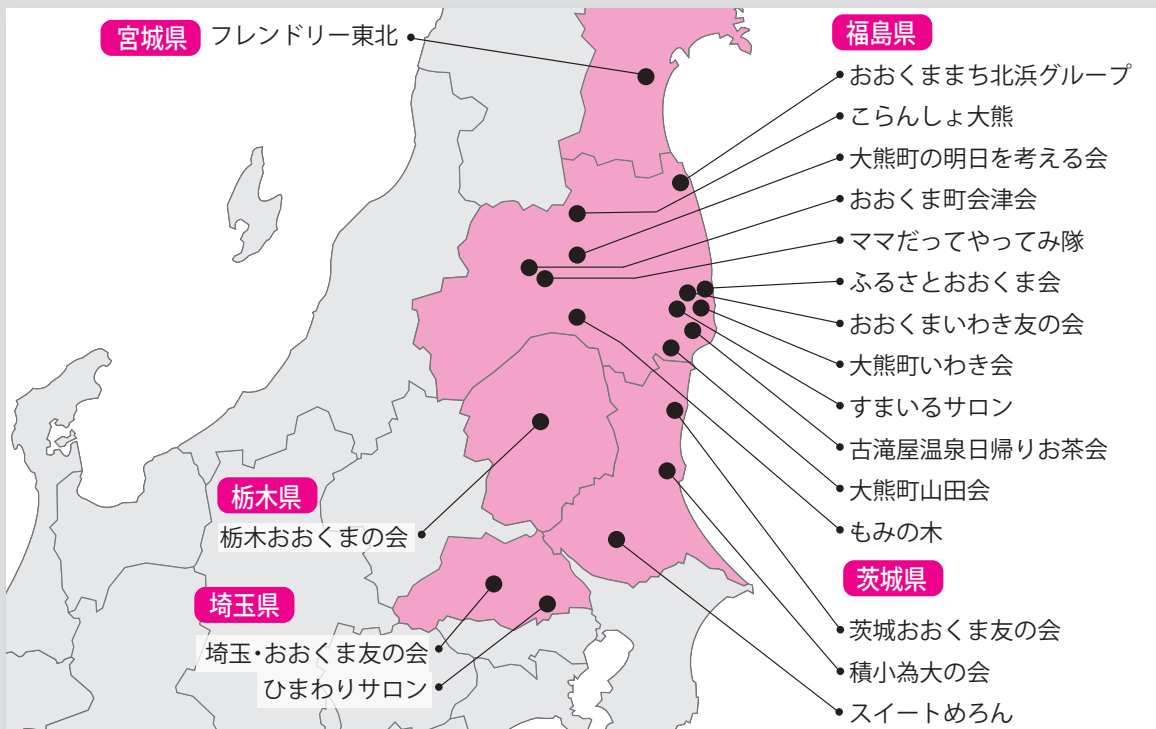 宮城県
フレンドリー東北
福島県
おおくままち北浜グループ
こらんしょ大熊
大熊町の明日を考える会
おおくま町会津会
ママだってやってみ隊
ふるさとおおくま会
おおくまいわき友の会
大熊町いわき会
すまいるサロン
古滝屋温泉日帰りお茶会
大熊町山田会
もみの木
茨城県
茨城おおくま友の会
積小為大の会
スイートめろん
栃木県
栃木おおくまの会
埼玉県
埼玉・おおくま友の会
ひまわりサロン